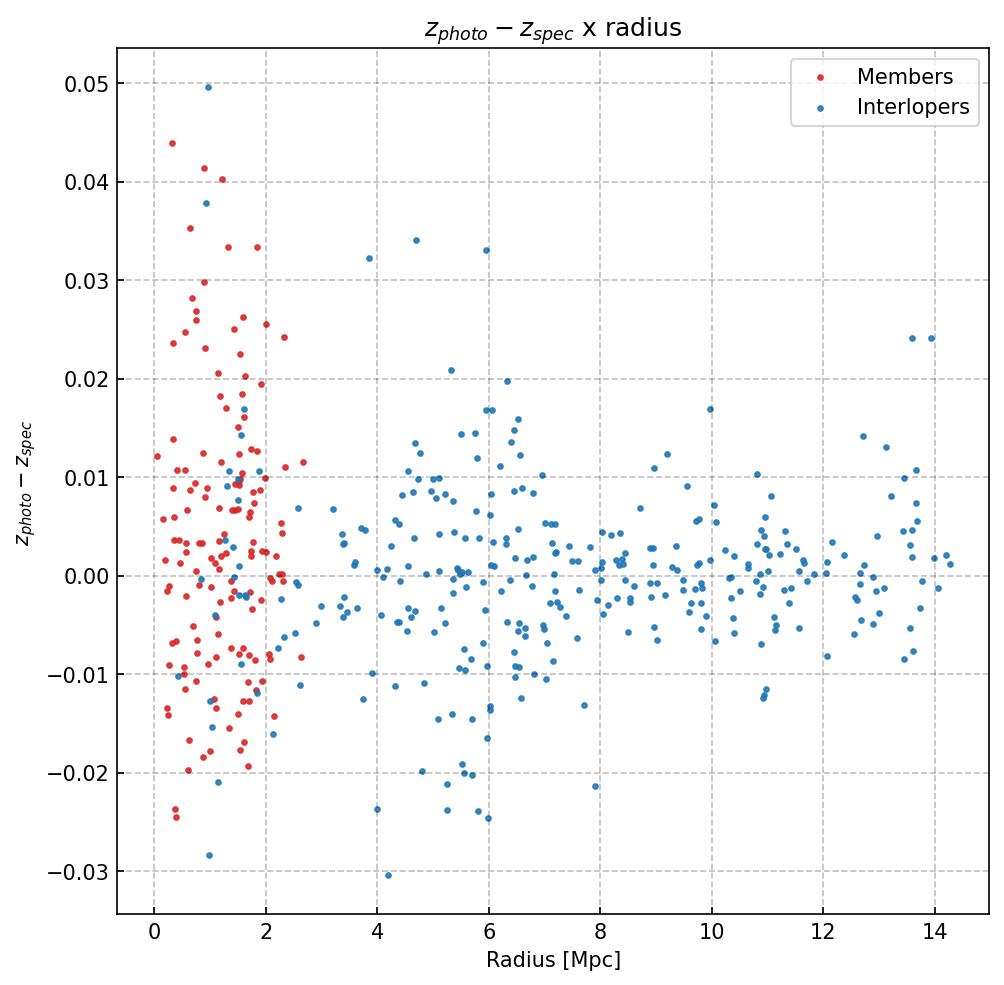 z_photo − z_spec x radius
Members
Interlopers
0.05
0.04
0.03
0.02
0.01
0.00
−0.01
−0.02
−0.03
z_photo − z_spec
0 2 4 6 8 10 12 14
Radius [Mpc]